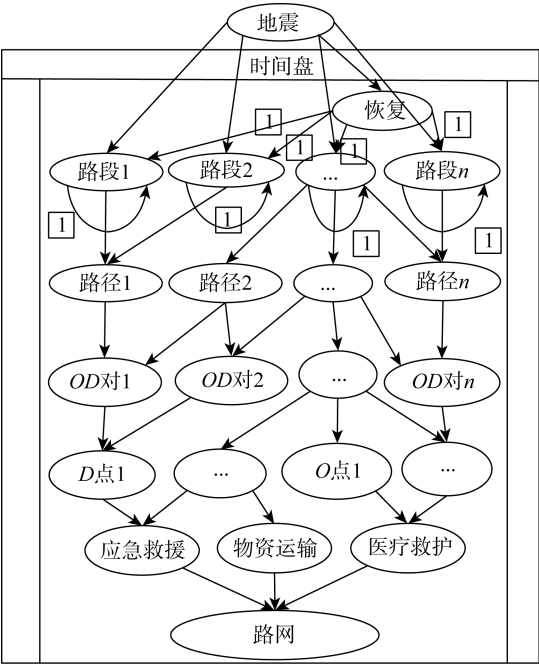 地震
时间盘
恢复
1
1
1
1
路段1
路段2
...
路段n
1
1
1
1
路径1
路径2
...
路径n
OD对1
OD对2
...
OD对n
D点1
...
O点1
...
应急救援
物资运输
医疗救护
路网